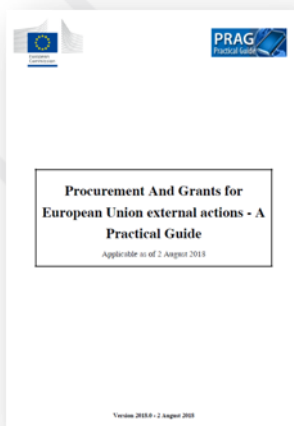 European
Commission
PRAG
Practical Guide
Procurement And Grants for
European Union external actions - A
Practical Guide
Applicable as of 2 August 2018
Version 2018.0 - 2 August 2018